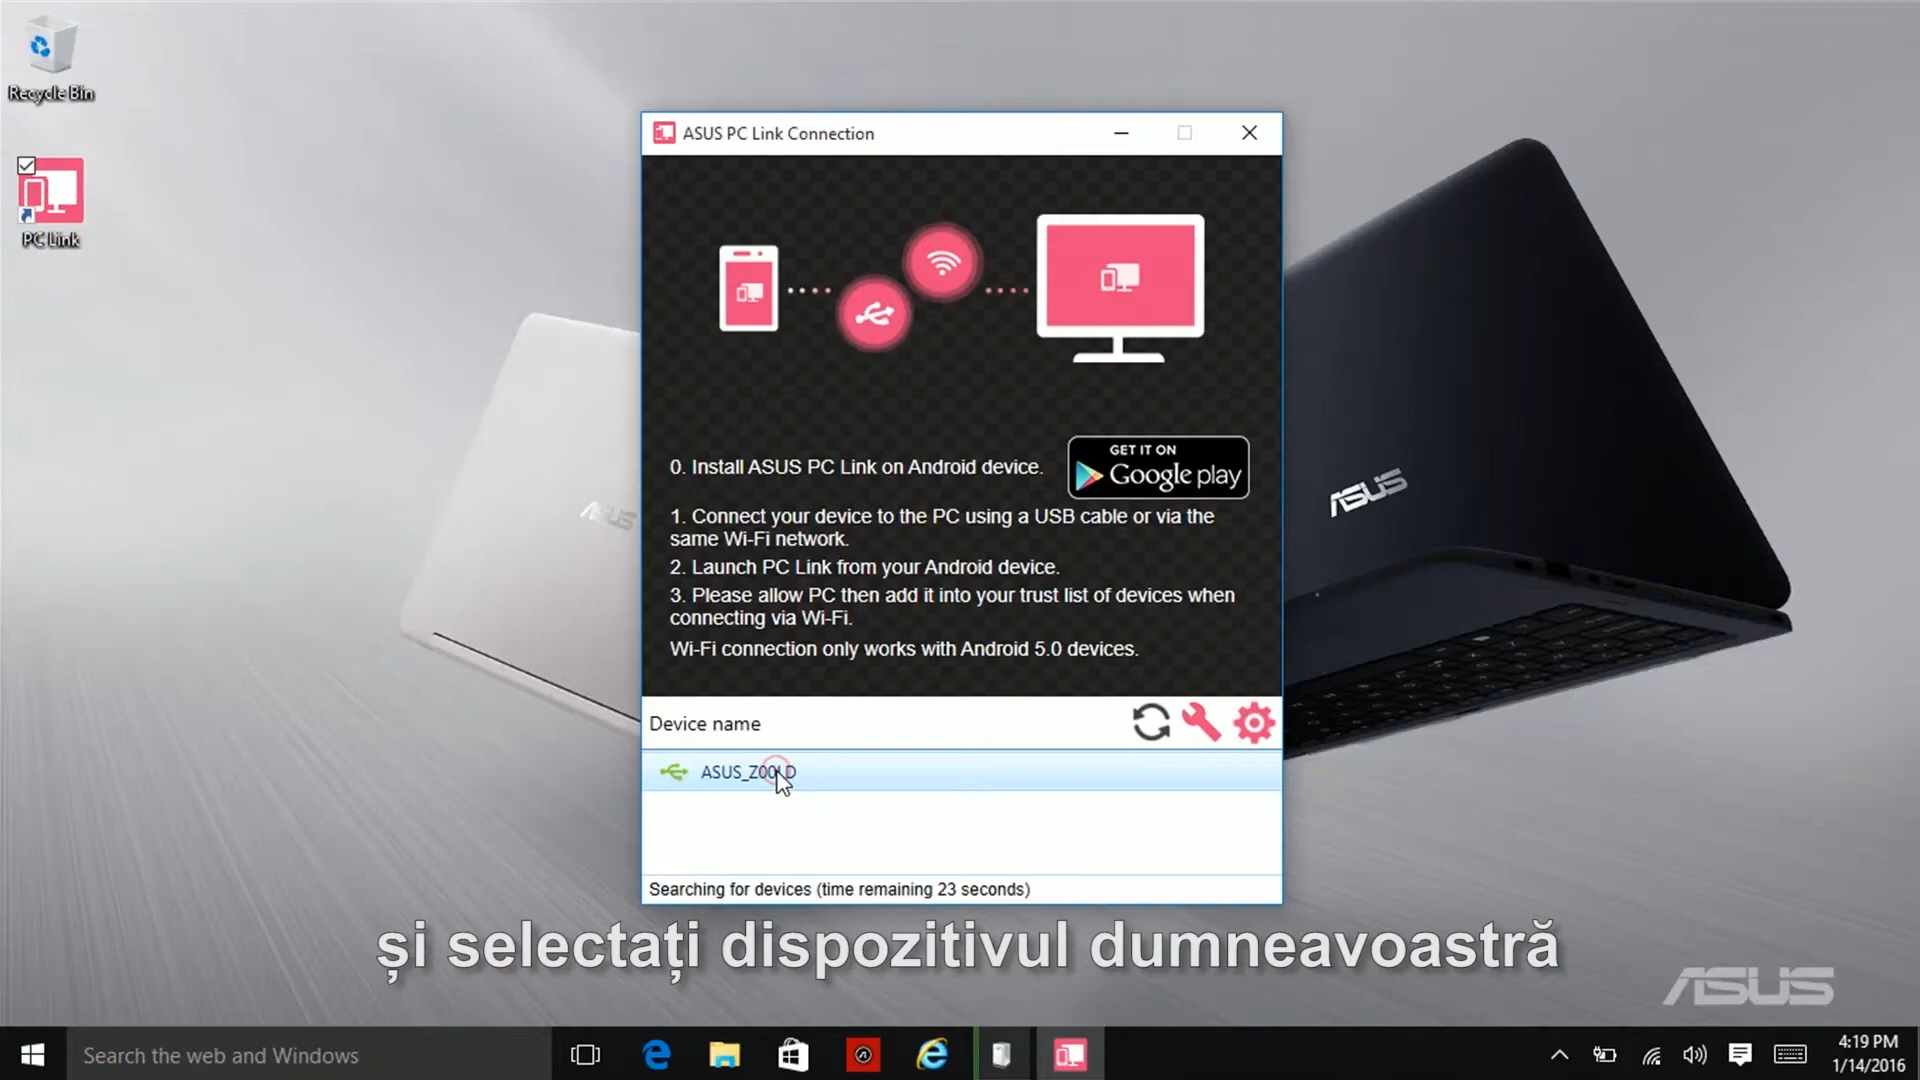 Recycle Bin
PC Link
ASUS PC Link Connection
0. Install ASUS PC Link on Android device.
GET IT ON
Google play
1. Connect your device to the PC using a USB cable or via the
same Wi-Fi network.
2. Launch PC Link from your Android device.
3. Please allow PC then add it into your trust list of devices when
connecting via Wi-Fi.
Wi-Fi connection only works with Android 5.0 devices.
Device name
ASUS_Z00LD
Searching for devices (time remaining 23 seconds)
ASUS
ASUS
și selectați dispozitivul dumneavoastră
ASUS
Search the web and Windows
4:19 PM
1/14/2016